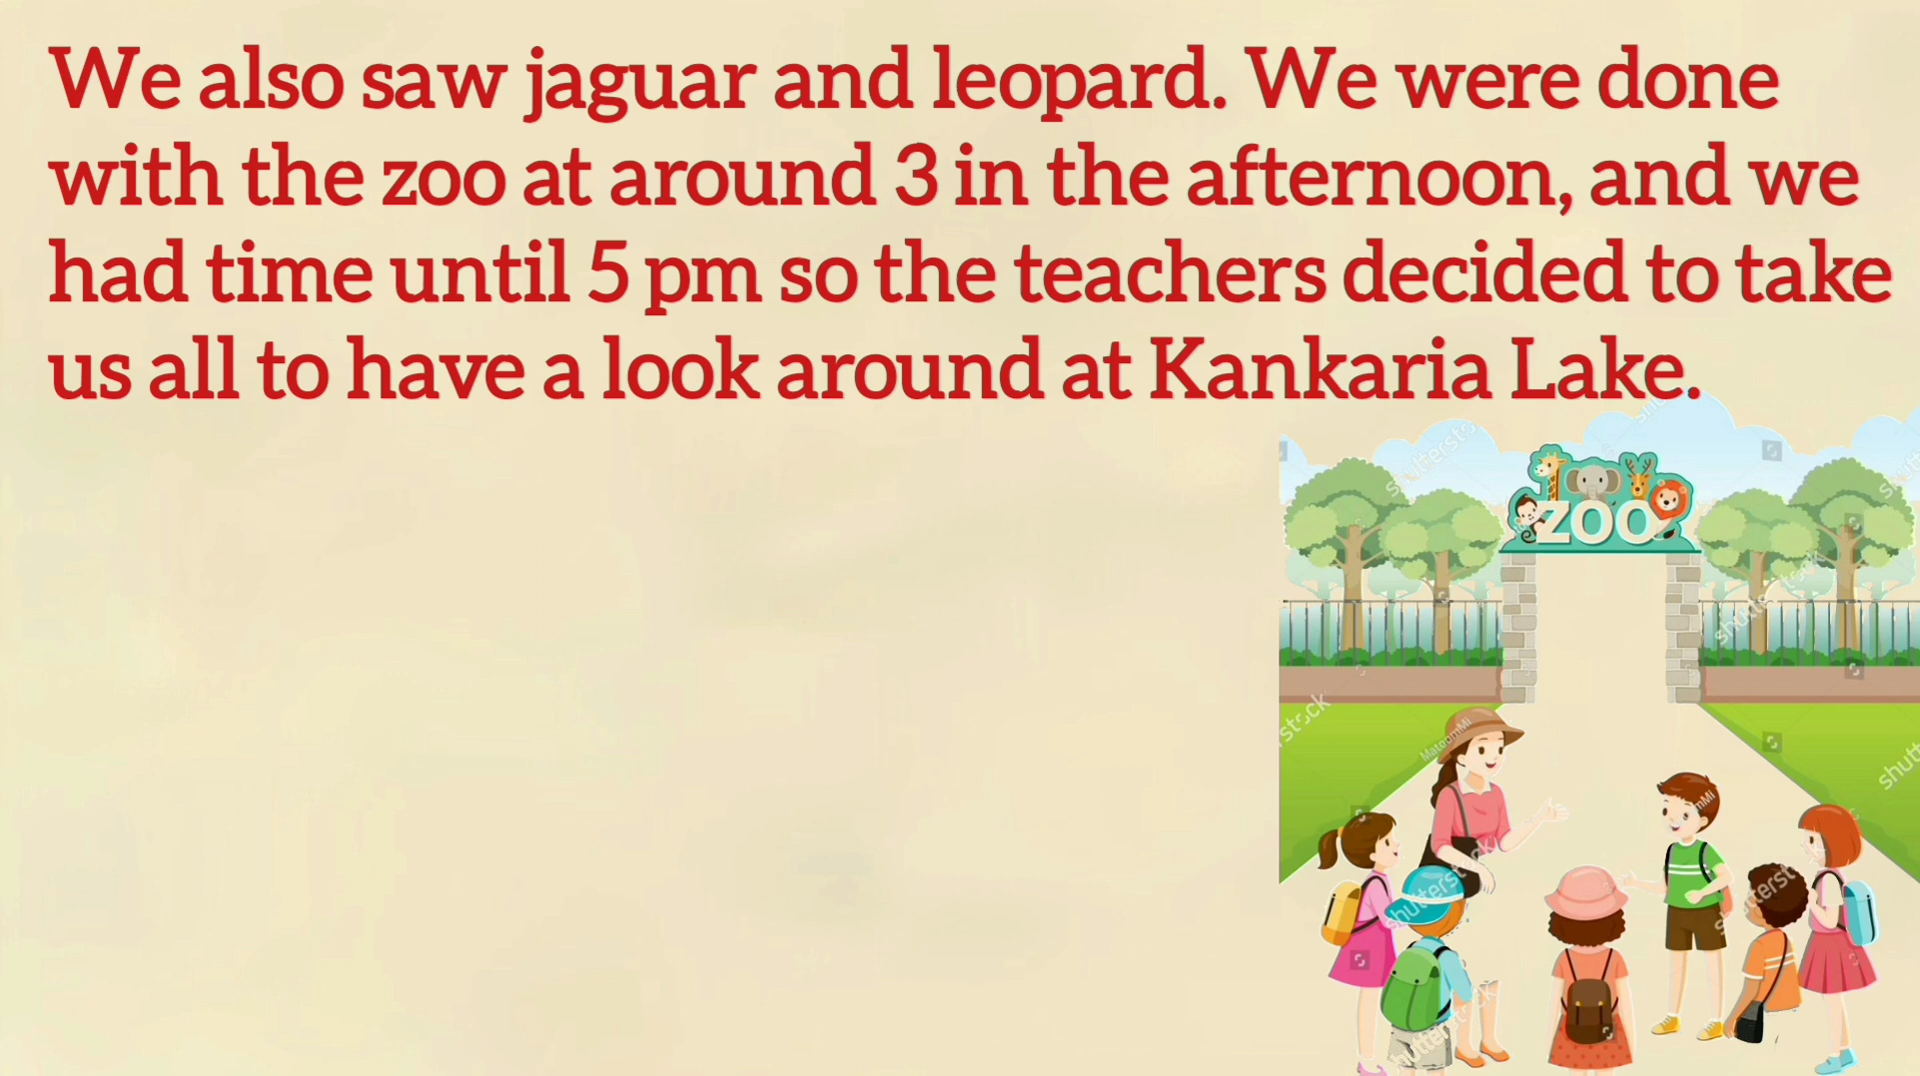 We also saw jaguar and leopard. We were done
with the zoo at around 3 in the afternoon, and we
had time until 5 pm so the teachers decided to take
us all to have a look around at Kankaria Lake.
ZOO
shutterstock
MatoomMi